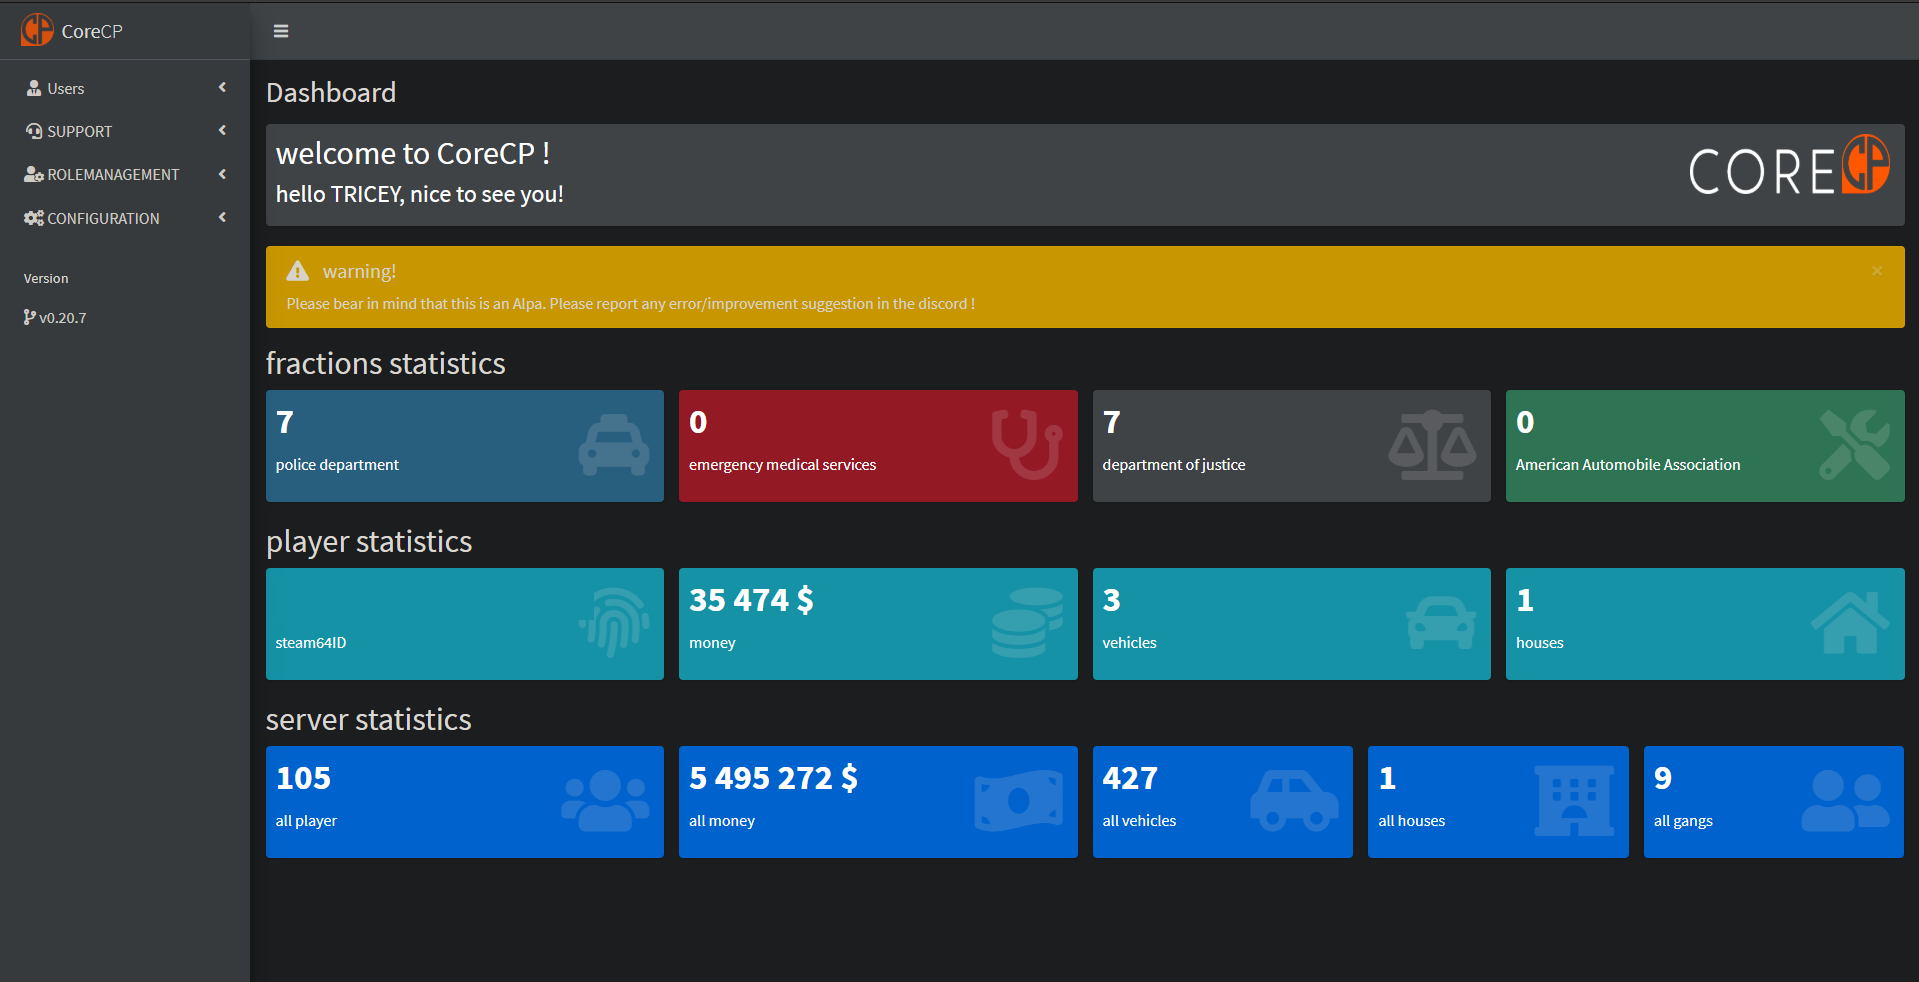 CoreCP
Users
SUPPORT
ROLEMANAGEMENT
CONFIGURATION
Version
v0.20.7
Dashboard
welcome to CoreCP !
hello TRICEY, nice to see you!
CORECP
warning!
Please bear in mind that this is an Alpa. Please report any error/improvement suggestion in the discord !
fractions statistics
7
police department
0
emergency medical services
7
department of justice
0
American Automobile Association
player statistics
steam64ID
35 474 $
money
3
vehicles
1
houses
server statistics
105
all player
5 495 272 $
all money
427
all vehicles
1
all houses
9
all gangs